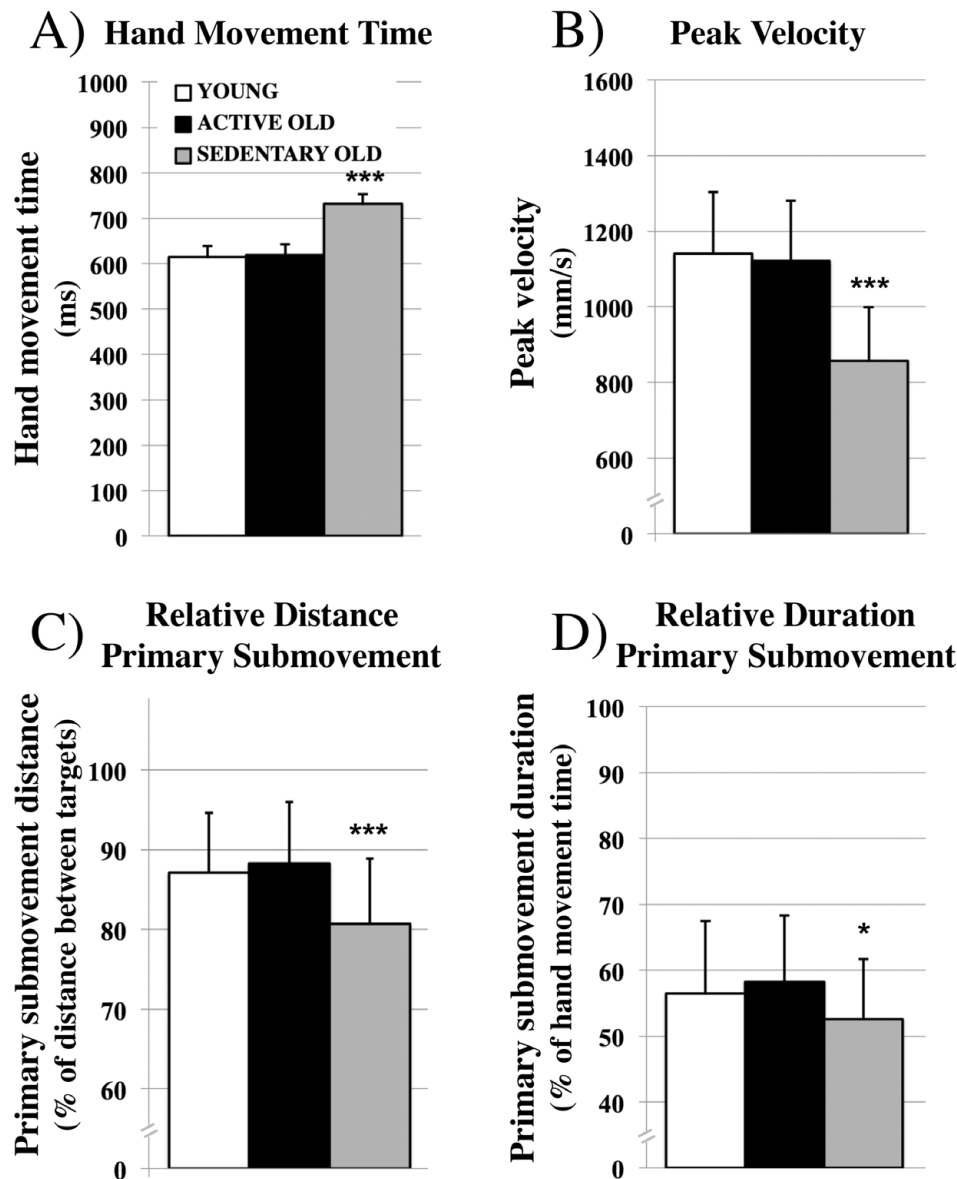 A) Hand Movement Time
Hand movement time
(ms)
1000
900
800
700
600
500
400
300
200
100
0
YOUNG
ACTIVE OLD
SEDENTARY OLD
***
B) Peak Velocity
Peak velocity
(mm/s)
1600
1400
1200
1000
800
600
0
***
C) Relative Distance
Primary Submovement
Primary submovement distance
(% of distance between targets)
100
90
80
70
60
0
***
D) Relative Duration
Primary Submovement
Primary submovement duration
(% of hand movement time)
100
90
80
70
60
50
40
0
*